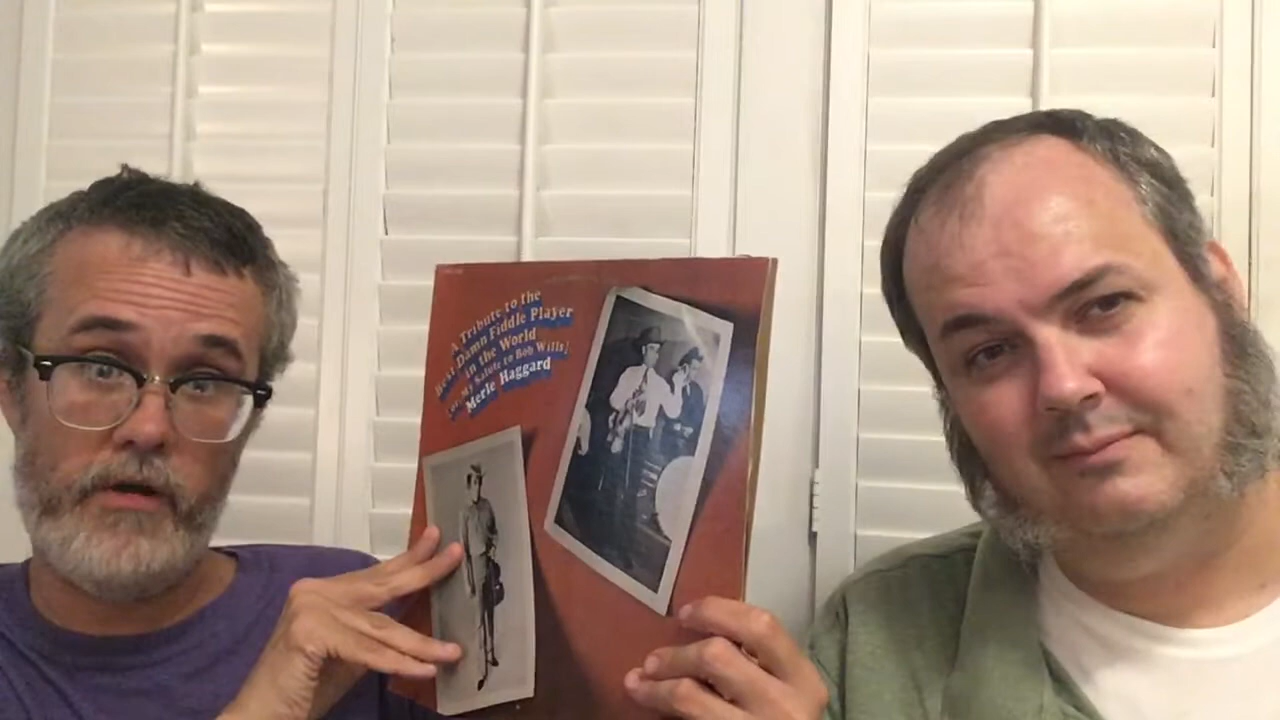 A Tribute to the
Best Damn Fiddle Player
in the World
(or, My Salute to Bob Wills)
Merle Haggard